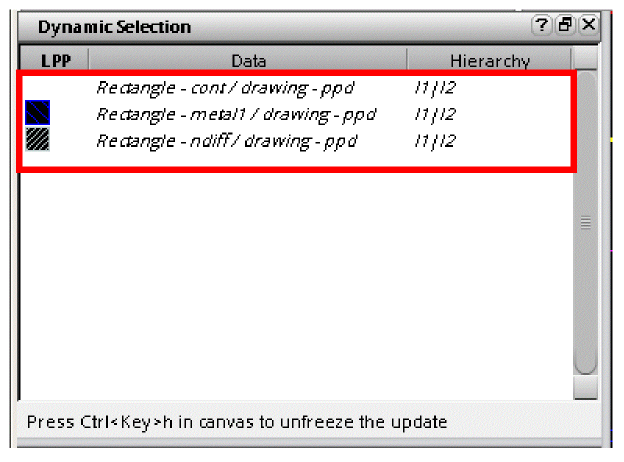 Dynamic Selection
LPP Data Hierarchy
Rectangle - cont / drawing - ppd I1|I2
Rectangle - metal1 / drawing - ppd I1|I2
Rectangle - ndiff / drawing - ppd I1|I2
Press Ctrl<Key>h in canvas to unfreeze the update